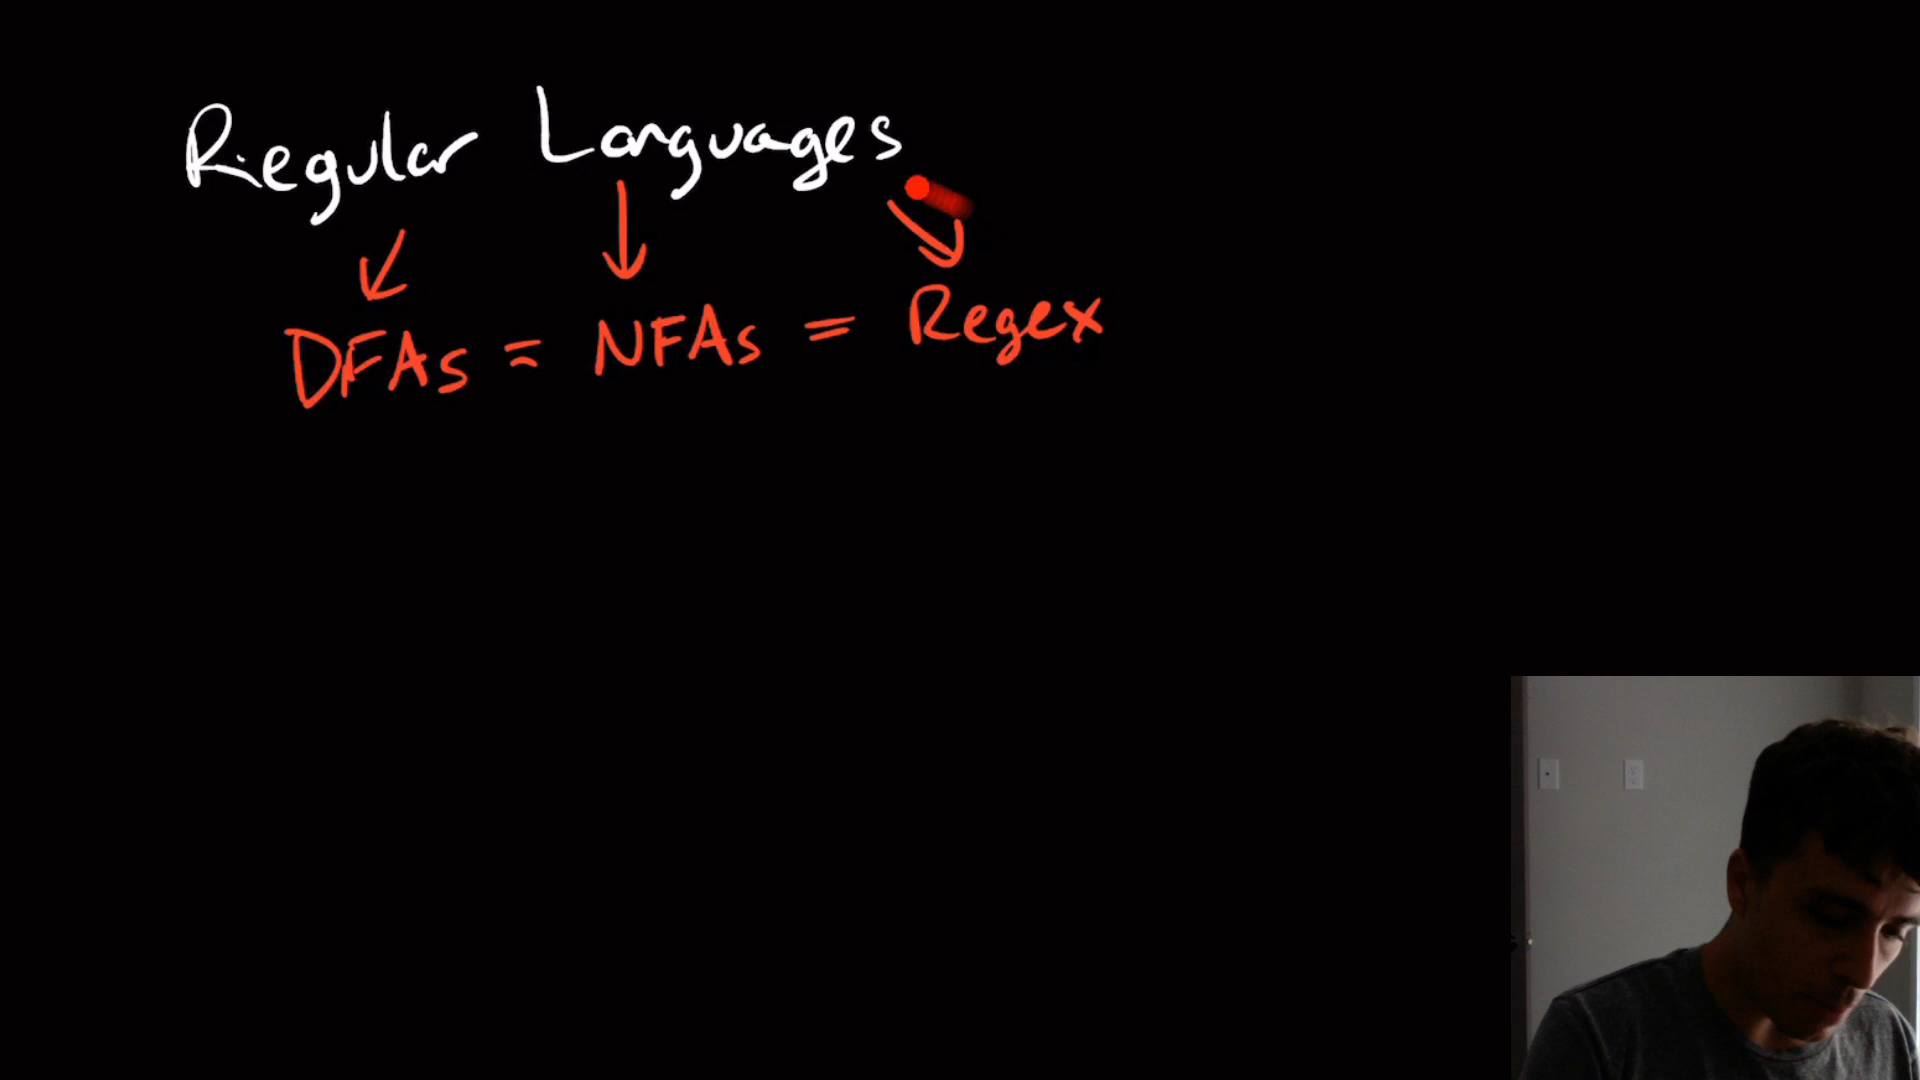 Regular Languages
DFAs = NFAs = Regex